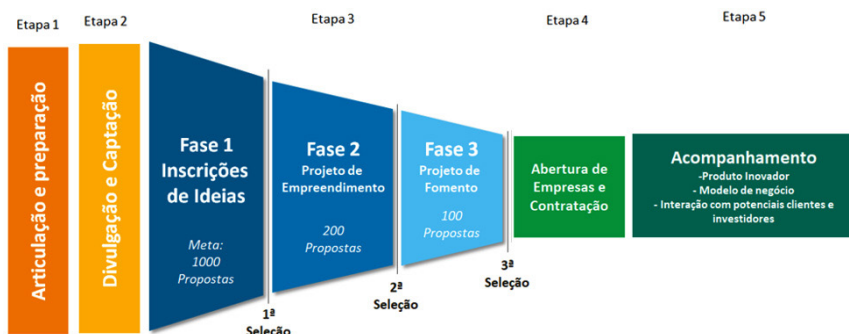 Etapa 1
Etapa 2
Etapa 3
Etapa 4
Etapa 5
Articulação e preparação
Divulgação e Captação
Fase 1
Inscrições
de Ideias
Meta:
1000
Propostas
1ª
Seleção
Fase 2
Projeto de
Empreendimento
200
Propostas
2ª
Seleção
Fase 3
Projeto de
Fomento
100
Propostas
3ª
Seleção
Abertura de
Empresas e
Contratação
Acompanhamento
-Produto Inovador
- Modelo de negócio
- Interação com potenciais clientes e
investidores